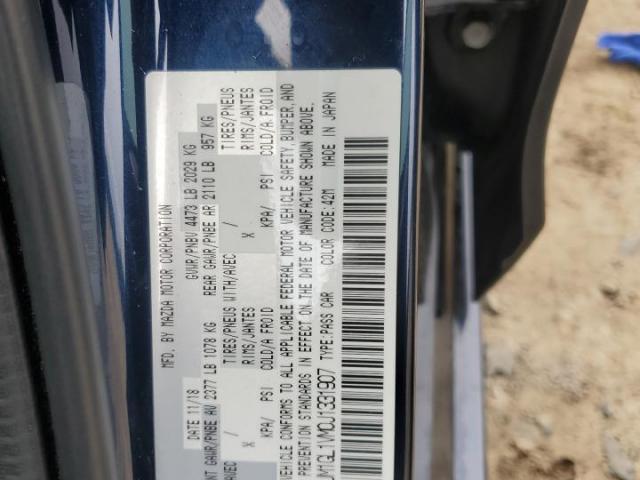 MFD. BY MAZDA MOTOR CORPORATION
DATE 11/18 GVWR/PNBV 4473 LB 2029 KG
GAWR/PNBE AV 2377 LB 1078 KG REAR GAWR/PNBE AR 2110 LB 957 KG
TIRES/PNEUS WITH/AVEC / TIRES/PNEUS
X RIMS/JANTES X RIMS/JANTES
KPA/ PSI COLD/A FROID KPA/ PSI COLD/A FROID
VEHICLE CONFORMS TO ALL APPLICABLE FEDERAL MOTOR VEHICLE SAFETY, BUMPER, AND
STANDARDS IN EFFECT ON THE DATE OF MANUFACTURE SHOWN ABOVE.
JM1GL1VM0J1331907 TYPE:PASS CAR COLOR CODE:42M MADE IN JAPAN